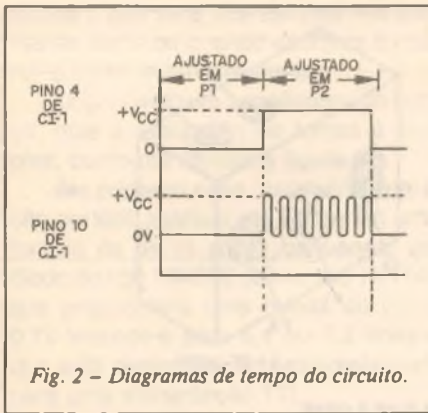 AJUSTADO EM P1
AJUSTADO EM P2
PINO 4 DE CI-1
+VCC
0
PINO 10 DE CI-1
+VCC
0V
Fig. 2 – Diagramas de tempo do circuito.